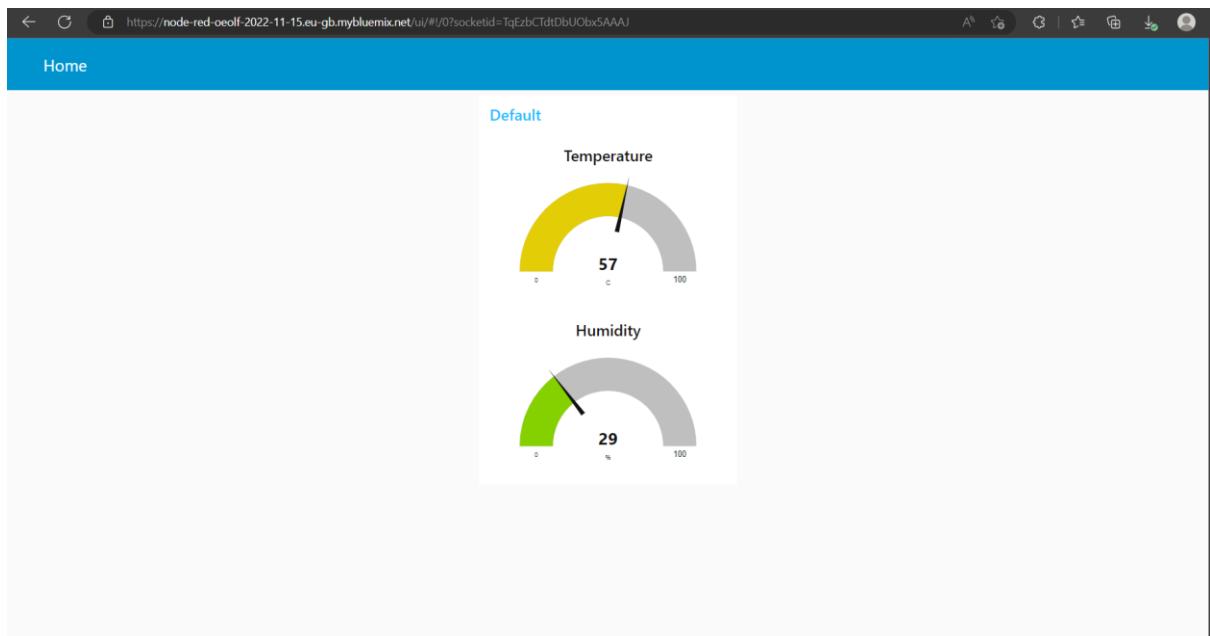 https://node-red-oeolf-2022-11-15.eu-gb.mybluemix.net/ui/#!/0?socketid=TqEzbCTdtDbUObx5AAAJ
Home
Default
Temperature
57
0
C
100
Humidity
29
0
%
100